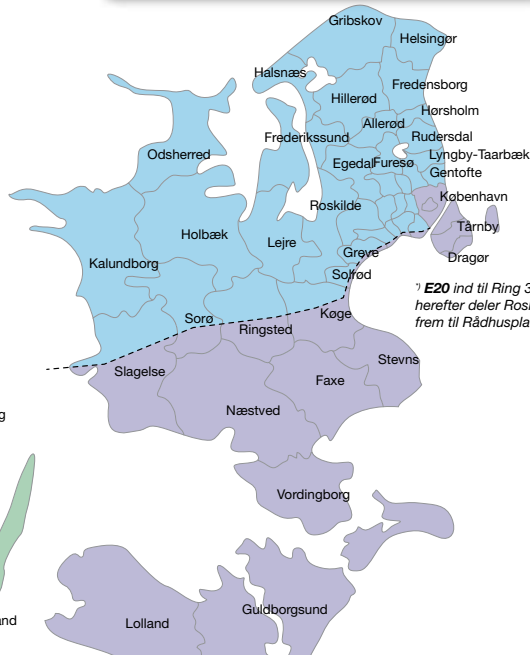 Gribskov
Helsingør
Halsnæs
Fredensborg
Hillerød
Hørsholm
Allerød
Frederikssund
Rudersdal
Odsherred
Egedal
Furesø
Lyngby-Taarbæk
Gentofte
København
Roskilde
Tårnby
Holbæk
Lejre
Greve
Dragør
Kalundborg
Solrød
*) E20 ind til Ring 3
herefter deler Rosk
frem til Rådhuspla
Køge
Sorø
Ringsted
Stevns
Slagelse
Faxe
Næstved
g
Vordingborg
Guldborgsund
and
Lolland